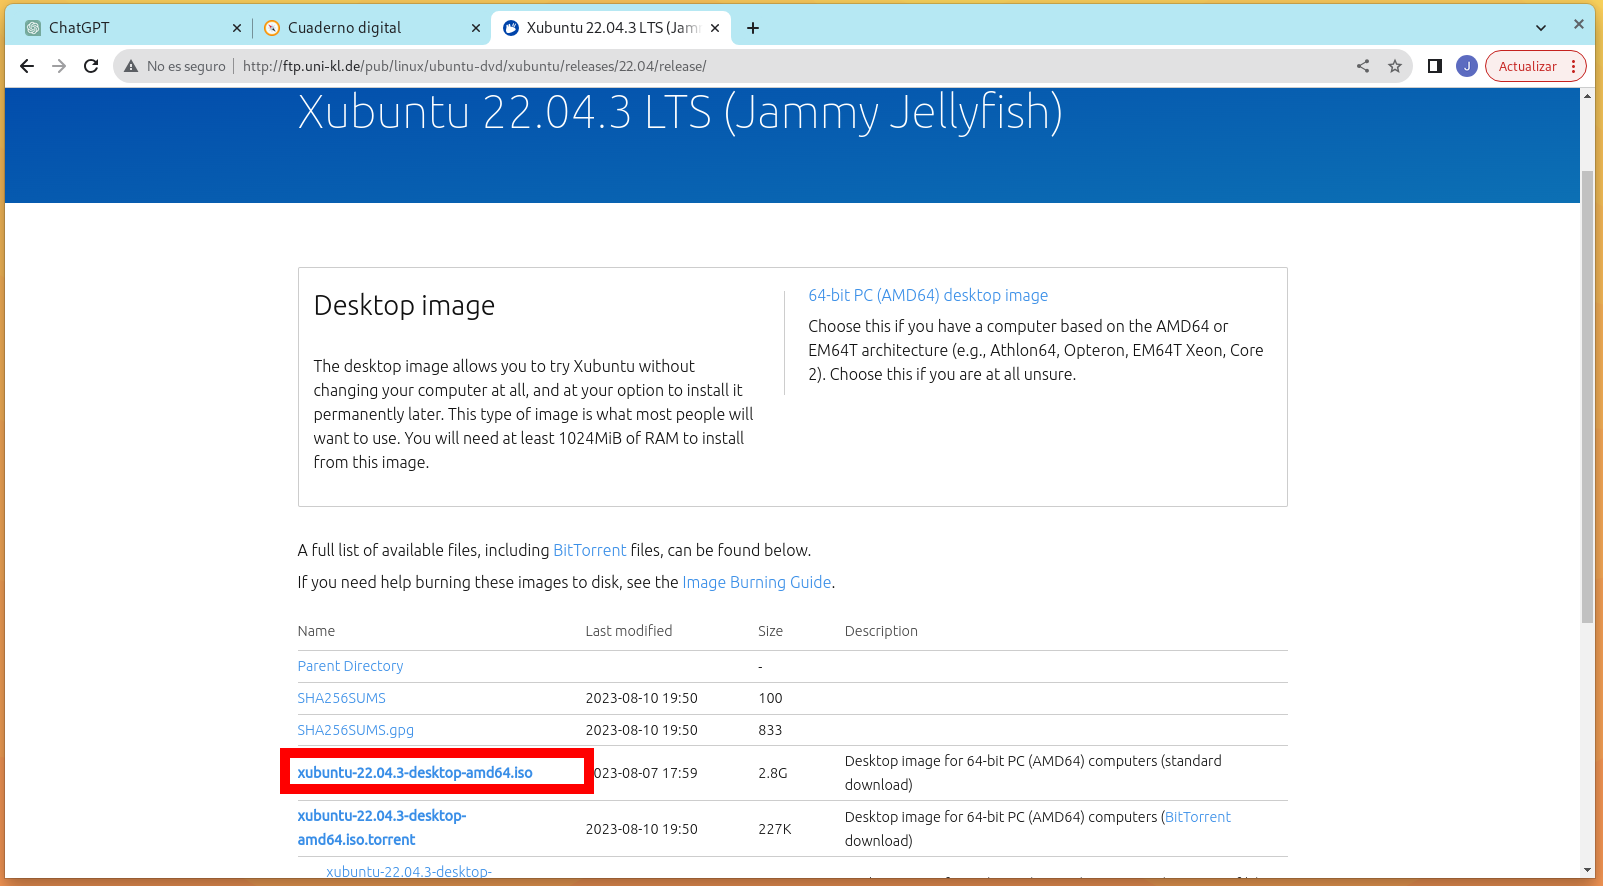 ChatGPT
Cuaderno digital
Xubuntu 22.04.3 LTS (Jam
No es seguro
http://ftp.uni-kl.de/pub/linux/ubuntu-dvd/xubuntu/releases/22.04/release/
J
Actualizar
Xubuntu 22.04.3 LTS (Jammy Jellyfish)
Desktop image
The desktop image allows you to try Xubuntu without
changing your computer at all, and at your option to install it
permanently later. This type of image is what most people will
want to use. You will need at least 1024MiB of RAM to install
from this image.
64-bit PC (AMD64) desktop image
Choose this if you have a computer based on the AMD64 or
EM64T architecture (e.g., Athlon64, Opteron, EM64T Xeon, Core
2). Choose this if you are at all unsure.
A full list of available files, including BitTorrent files, can be found below.
If you need help burning these images to disk, see the Image Burning Guide.
Name Last modified Size Description
Parent Directory -
SHA256SUMS 2023-08-10 19:50 100
SHA256SUMS.gpg 2023-08-10 19:50 833
xubuntu-22.04.3-desktop-amd64.iso 023-08-07 17:59 2.8G Desktop image for 64-bit PC (AMD64) computers (standard
download)
xubuntu-22.04.3-desktop-
amd64.iso.torrent 2023-08-10 19:50 227K Desktop image for 64-bit PC (AMD64) computers (BitTorrent
download)
xubuntu-22.04.3-desktop-